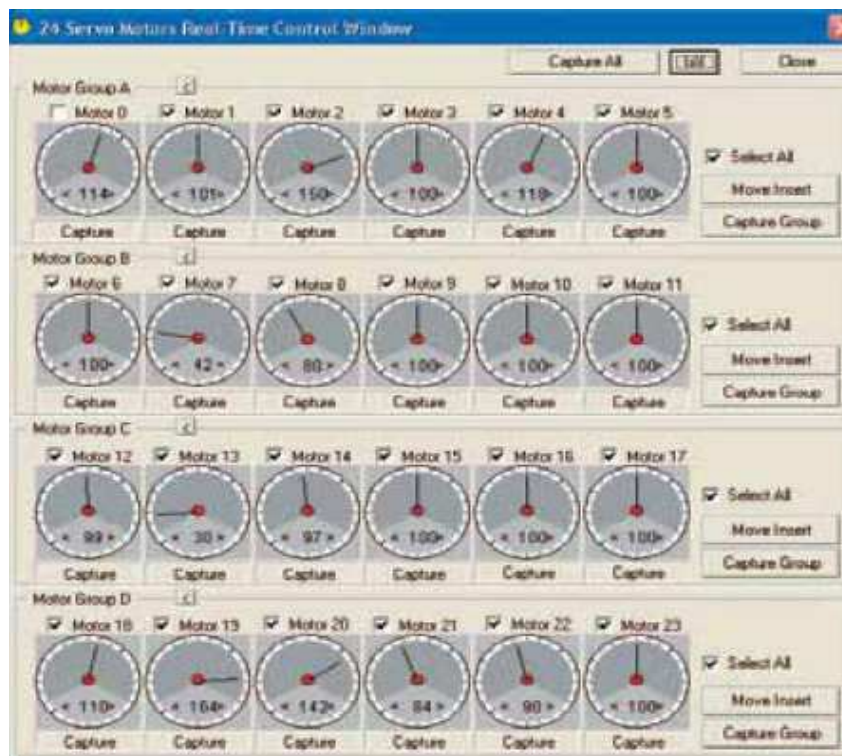 24 Servo Motors Real Time Control Window
Capture All Close
Motor Group A <
Motor 0 Motor 1 Motor 2 Motor 3 Motor 4 Motor 5
Select All
< 114> < 101> < 150> < 100> < 118> < 100>
Move Insert
Capture Capture Capture Capture Capture Capture
Capture Group
Motor Group B <
Motor 6 Motor 7 Motor 8 Motor 9 Motor 10 Motor 11
Select All
< 100> < 42> < 80> < 100> < 100> < 100>
Move Insert
Capture Capture Capture Capture Capture Capture
Capture Group
Motor Group C
Motor 12 Motor 13 Motor 14 Motor 15 Motor 16 Motor 17
Select All
< 99> < 30> < 97> < 100> < 100> < 100>
Move Insert
Capture Capture Capture Capture Capture Capture
Capture Group
Motor Group D
Motor 18 Motor 19 Motor 20 Motor 21 Motor 22 Motor 23
Select All
< 110> < 164> < 142> < 84> < 90> < 100>
Move Insert
Capture Capture Capture Capture Capture Capture
Capture Group